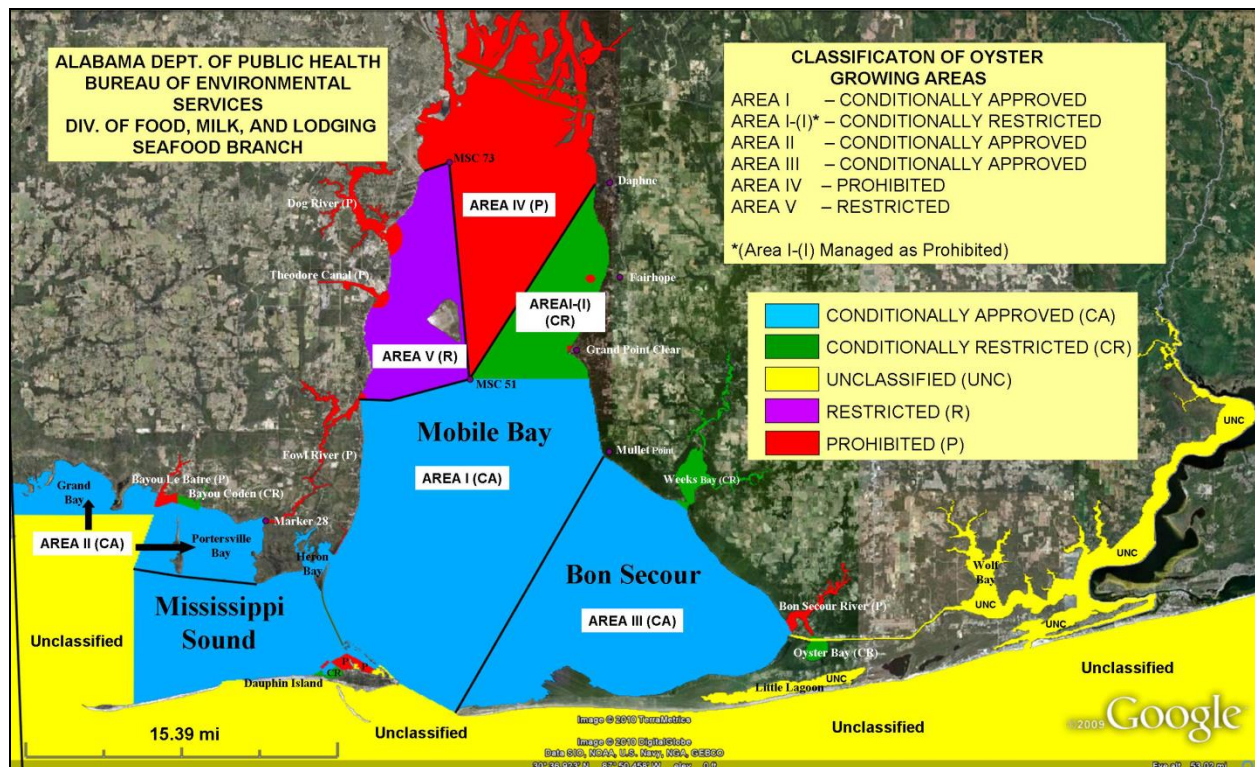 ALABAMA DEPT. OF PUBLIC HEALTH
BUREAU OF ENVIRONMENTAL
SERVICES
DIV. OF FOOD, MILK, AND LODGING
SEAFOOD BRANCH
CLASSIFICATON OF OYSTER
GROWING AREAS
AREA I – CONDITIONALLY APPROVED
AREA I-(I)* – CONDITIONALLY RESTRICTED
AREA II – CONDITIONALLY APPROVED
AREA III – CONDITIONALLY APPROVED
AREA IV – PROHIBITED
AREA V – RESTRICTED
*(Area I-(I) Managed as Prohibited)
CONDITIONALLY APPROVED (CA)
CONDITIONALLY RESTRICTED (CR)
UNCLASSIFIED (UNC)
RESTRICTED (R)
PROHIBITED (P)
MSC 73
Daphne
Dog River (P)
AREA IV (P)
Theodore Canal (P)
Fairhope
AREAI-(I)
(CR)
AREA V (R)
Grand Point Clear
MSC 51
Mobile Bay
Mullet Point
Fowl River (P)
AREA I (CA)
Weeks Bay (CR)
UNC
Grand
Bay
Bayou Le Batre (P)
Bayou Coden (CR)
Marker 28
AREA II (CA)
Portersville
Bay
Heron
Bay
UNC
UNC
Wolf
Bay
Bon Secour
Mississippi
Sound
UNC
Bon Secour River (P)
AREA III (CA)
UNC
Unclassified
Oyster Bay (CR)
P
CR
Dauphin Island
Little Lagoon
UNC
Unclassified
15.39 mi
Unclassified
Unclassified
©2009 Google
Image © 2010 TerraMetrics
Image © 2010 DigitalGlobe
Data SIO, NOAA, U.S. Navy, NGA, GEBCO